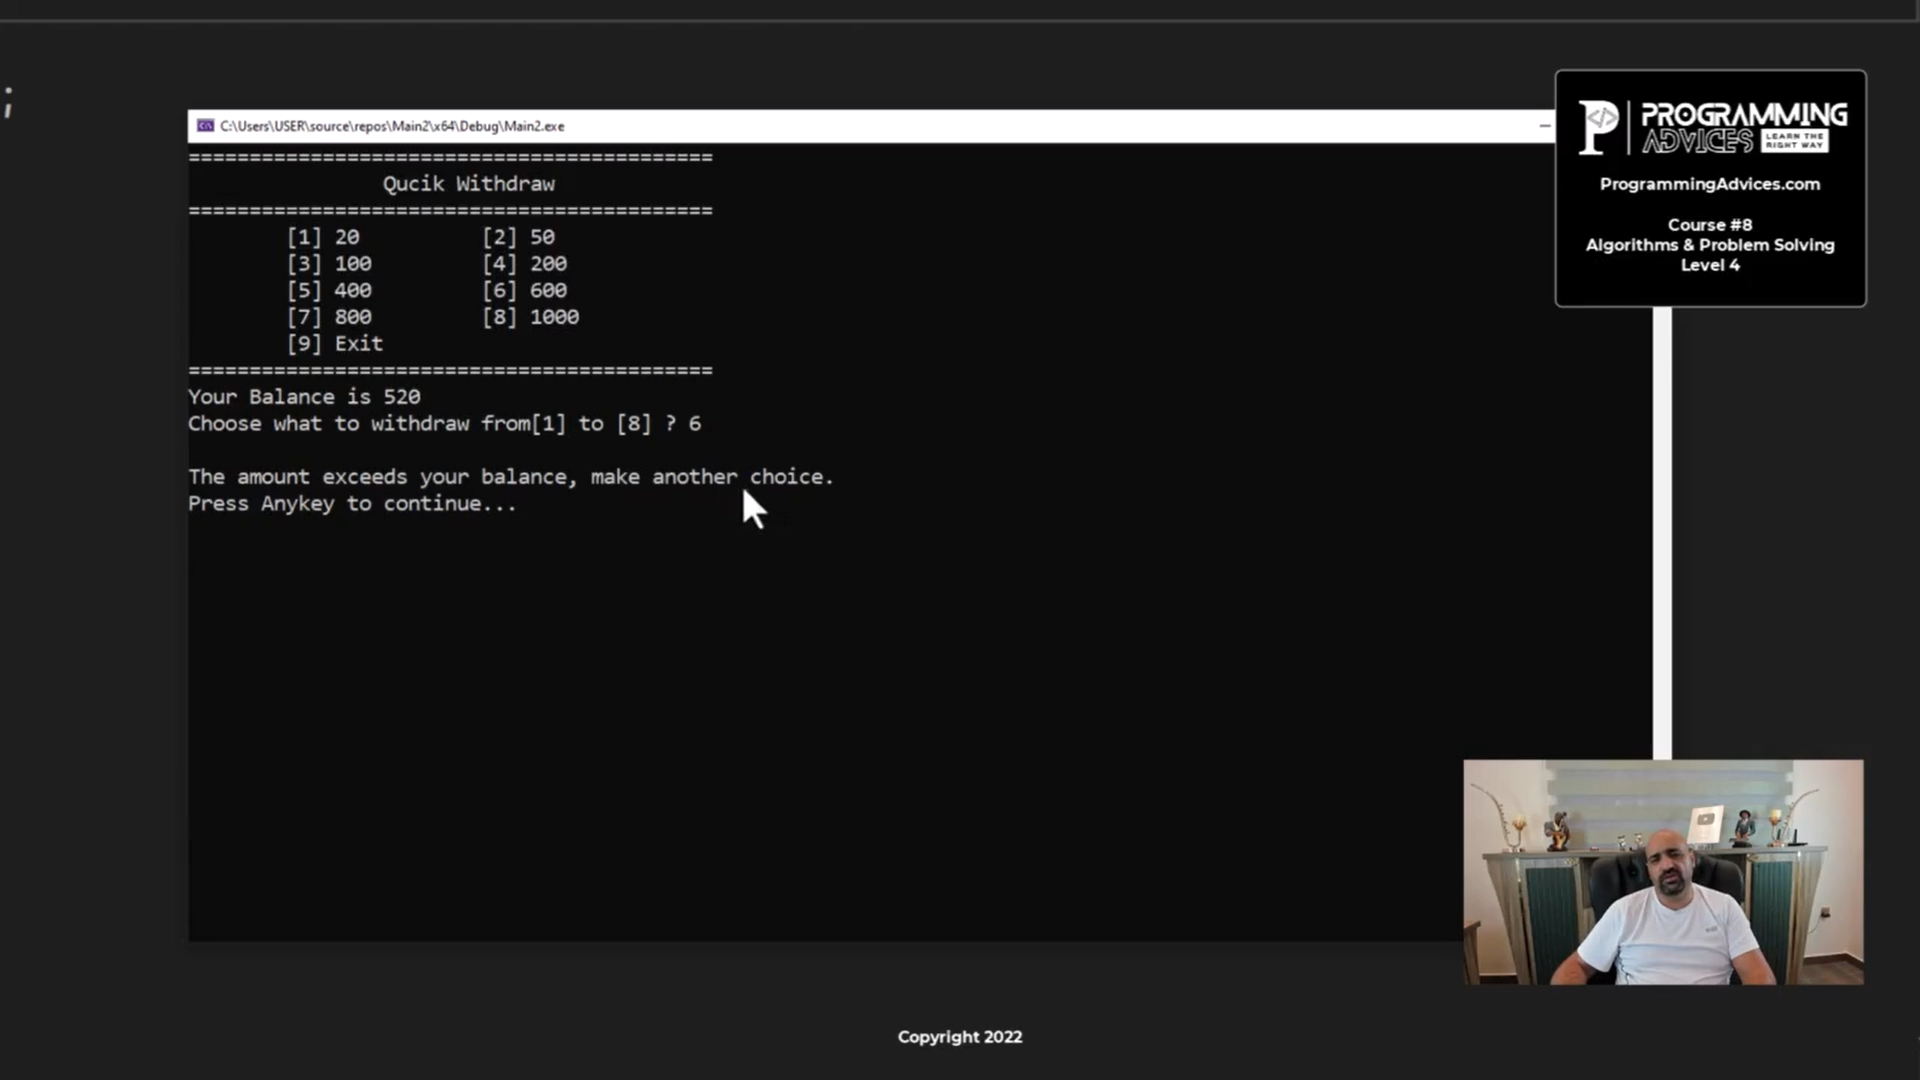 ;
C:\Users\USER\source\repos\Main2\x64\Debug\Main2.exe
===========================================
Qucik Withdraw
===========================================
[1] 20 [2] 50
[3] 100 [4] 200
[5] 400 [6] 600
[7] 800 [8] 1000
[9] Exit
===========================================
Your Balance is 520
Choose what to withdraw from[1] to [8] ? 6
The amount exceeds your balance, make another choice.
Press Anykey to continue...
P
PROGRAMMING
ADVICES LEARN THE
RIGHT WAY
ProgrammingAdvices.com
Course #8
Algorithms & Problem Solving
Level 4
Copyright 2022